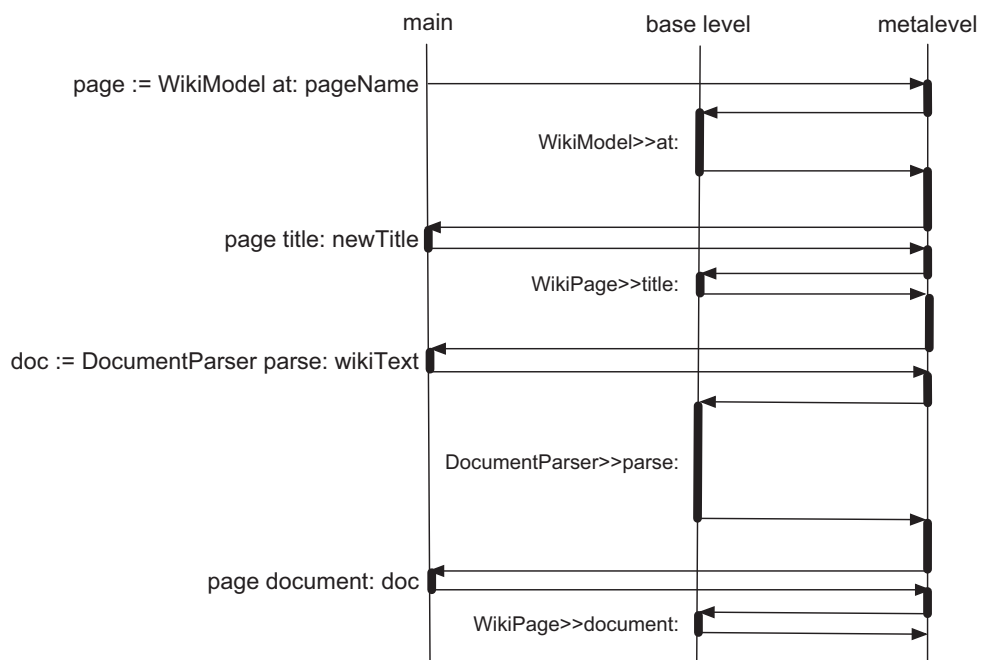 main
base level
metalevel
page := WikiModel at: pageName
WikiModel>>at:
page title: newTitle
WikiPage>>title:
doc := DocumentParser parse: wikiText
DocumentParser>>parse:
page document: doc
WikiPage>>document: